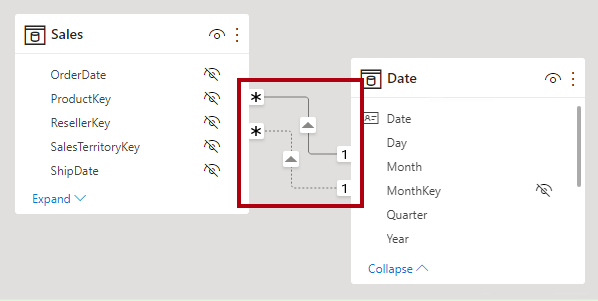 Sales
OrderDate
ProductKey
ResellerKey
SalesTerritoryKey
ShipDate
Expand
*
*
1
1
Date
Date
Day
Month
MonthKey
Quarter
Year
Collapse